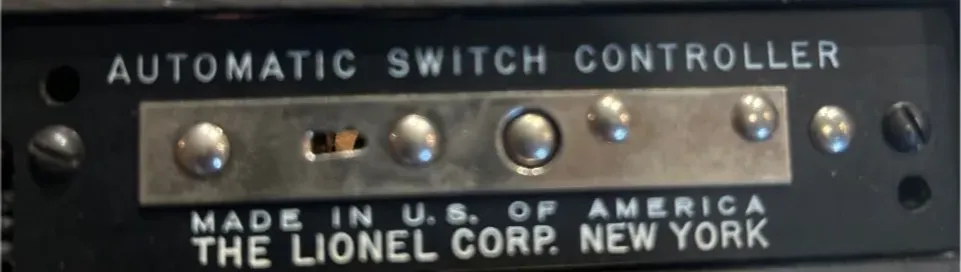 AUTOMATIC SWITCH CONTROLLER
MADE IN U.S. OF AMERICA
THE LIONEL CORP. NEW YORK